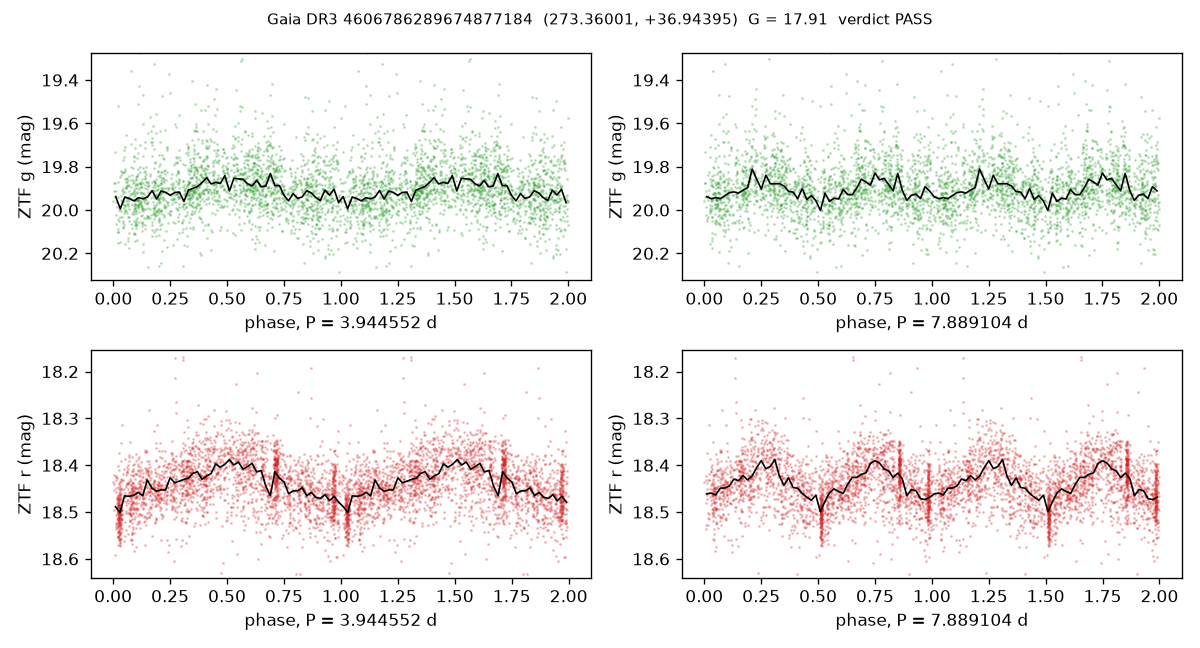 Gaia DR3 4606786289674877184  (273.36001, +36.94395)  G = 17.91  verdict PASS
ZTF g (mag)
19.4
19.6
19.8
20.0
20.2
0.00 0.25 0.50 0.75 1.00 1.25 1.50 1.75 2.00
phase, P = 3.944552 d
ZTF g (mag)
19.4
19.6
19.8
20.0
20.2
0.00 0.25 0.50 0.75 1.00 1.25 1.50 1.75 2.00
phase, P = 7.889104 d
ZTF r (mag)
18.2
18.3
18.4
18.5
18.6
0.00 0.25 0.50 0.75 1.00 1.25 1.50 1.75 2.00
phase, P = 3.944552 d
ZTF r (mag)
18.2
18.3
18.4
18.5
18.6
0.00 0.25 0.50 0.75 1.00 1.25 1.50 1.75 2.00
phase, P = 7.889104 d